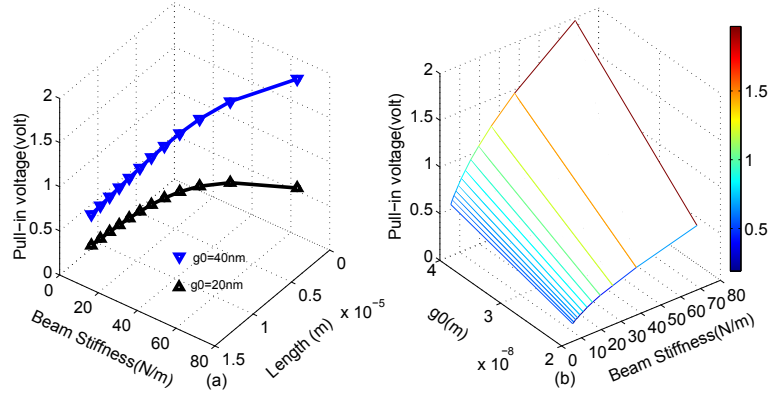 2
1.5
1
0.5
0
Pull−in voltage(volt)
0
20
40
60
80
Beam Stiffness(N/m)
1.5
1
0.5
0
Length (m)
x 10⁻⁵
g0=40nm
g0=20nm
(a)
2
1.5
1
0.5
0
Pull−in voltage(volt)
4
3
2
g0(m)
x 10⁻⁸
0
10
20
30
40
50
60
70
80
Beam Stiffness(N/m)
(b)
1.5
1
0.5